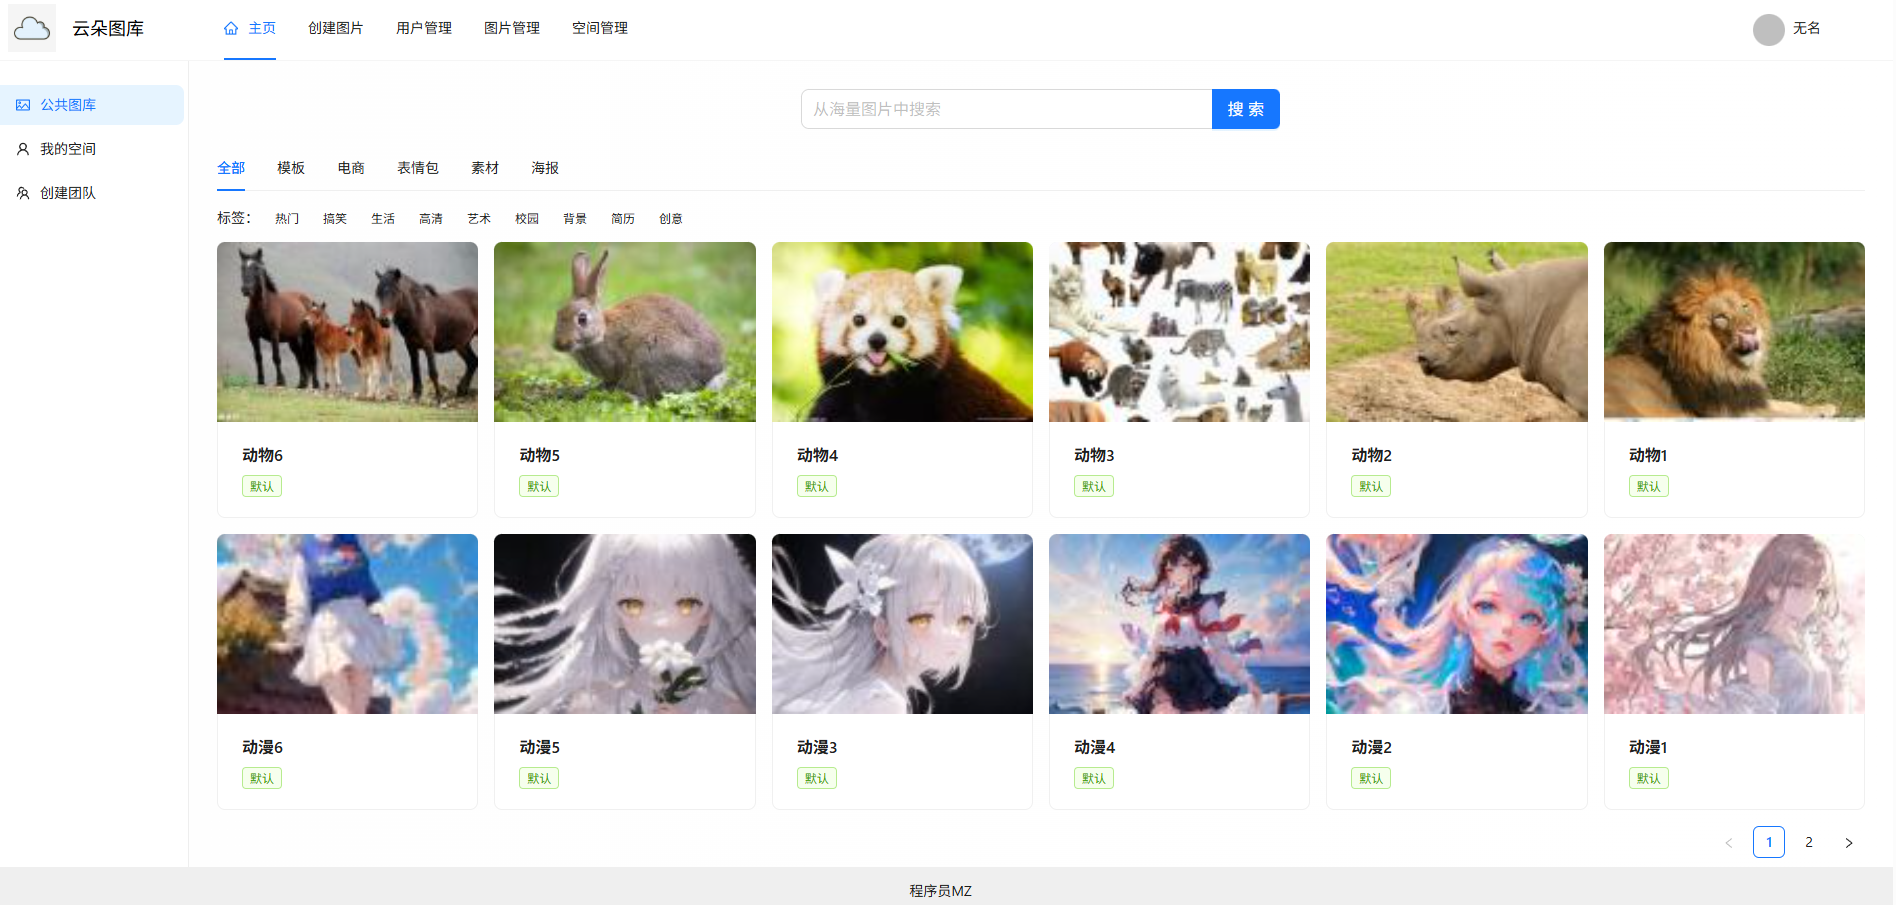 云朵图库 主页 创建图片 用户管理 图片管理 空间管理 无名
公共图库
我的空间
创建团队
从海量图片中搜索 搜 索
全部 模板 电商 表情包 素材 海报
标签： 热门 搞笑 生活 高清 艺术 校园 背景 简历 创意
动物6 动物5 动物4 动物3 动物2 动物1
默认 默认 默认 默认 默认 默认
动漫6 动漫5 动漫3 动漫4 动漫2 动漫1
默认 默认 默认 默认 默认 默认
< 1 2 >
程序员MZ